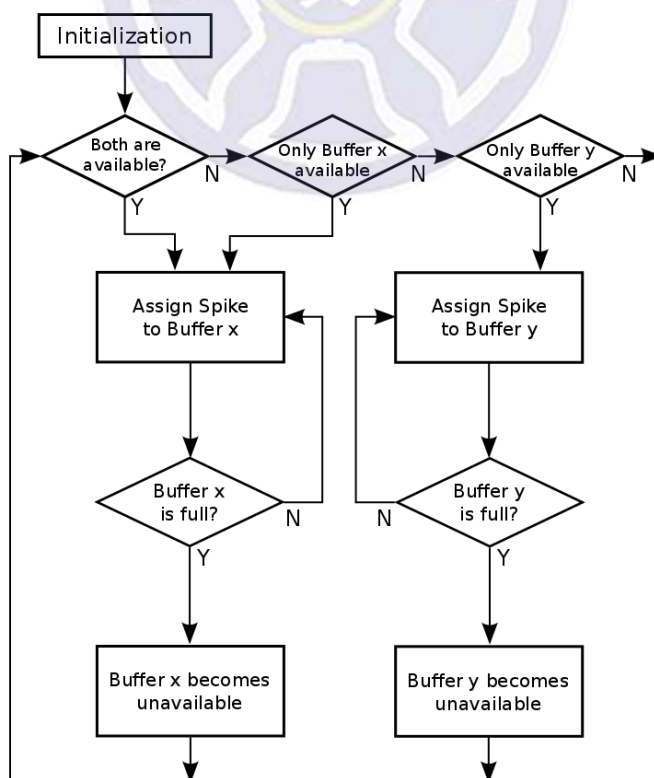 Initialization
Both are
available?
N
Only Buffer x
available
N
Only Buffer y
available
N
Y
Y
Y
Assign Spike
to Buffer x
Assign Spike
to Buffer y
Buffer x
is full?
N
Buffer y
is full?
N
Y
Y
Buffer x becomes
unavailable
Buffer y becomes
unavailable